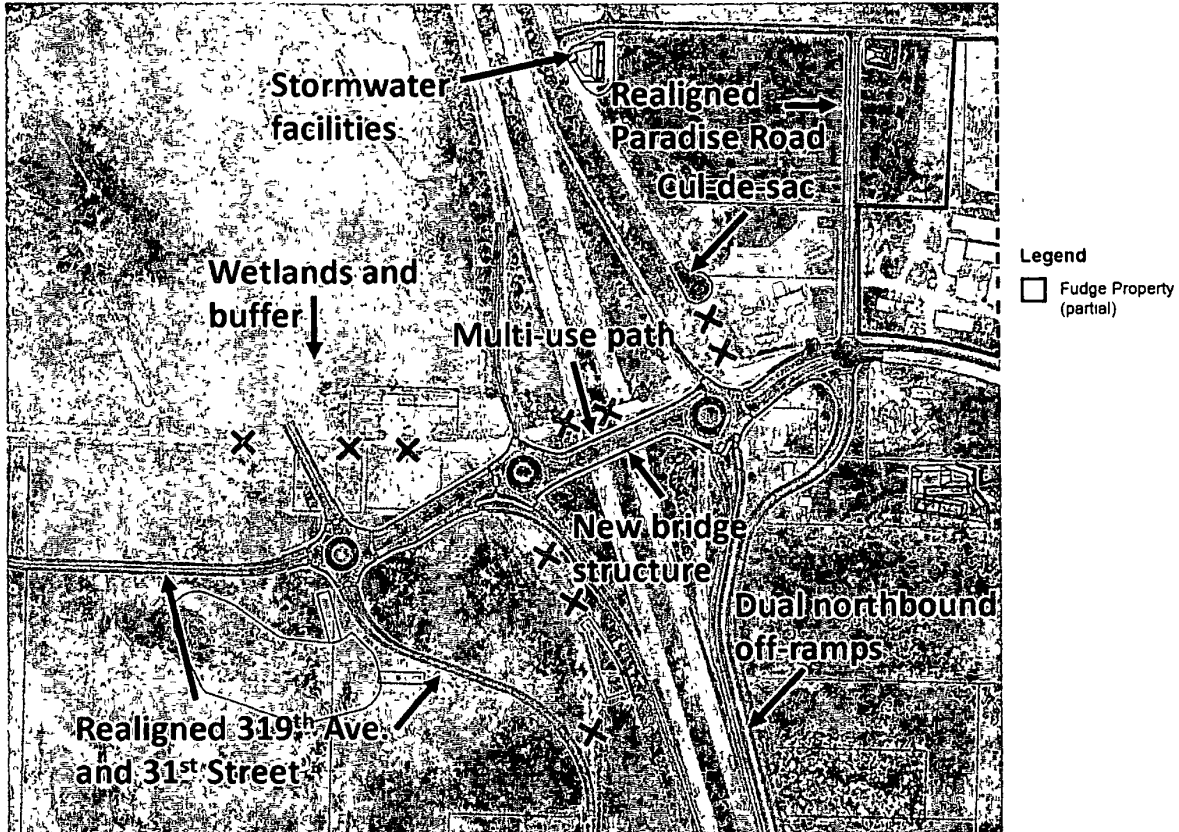 Stormwater
facilities
Realigned
Paradise Road
Cul-de-sac
Wetlands and
buffer
Multi-use path
New bridge
structure
Dual northbound
off-ramps
Realigned 319th Ave.
and 31st Street
Legend
Fudge Property
(partial)